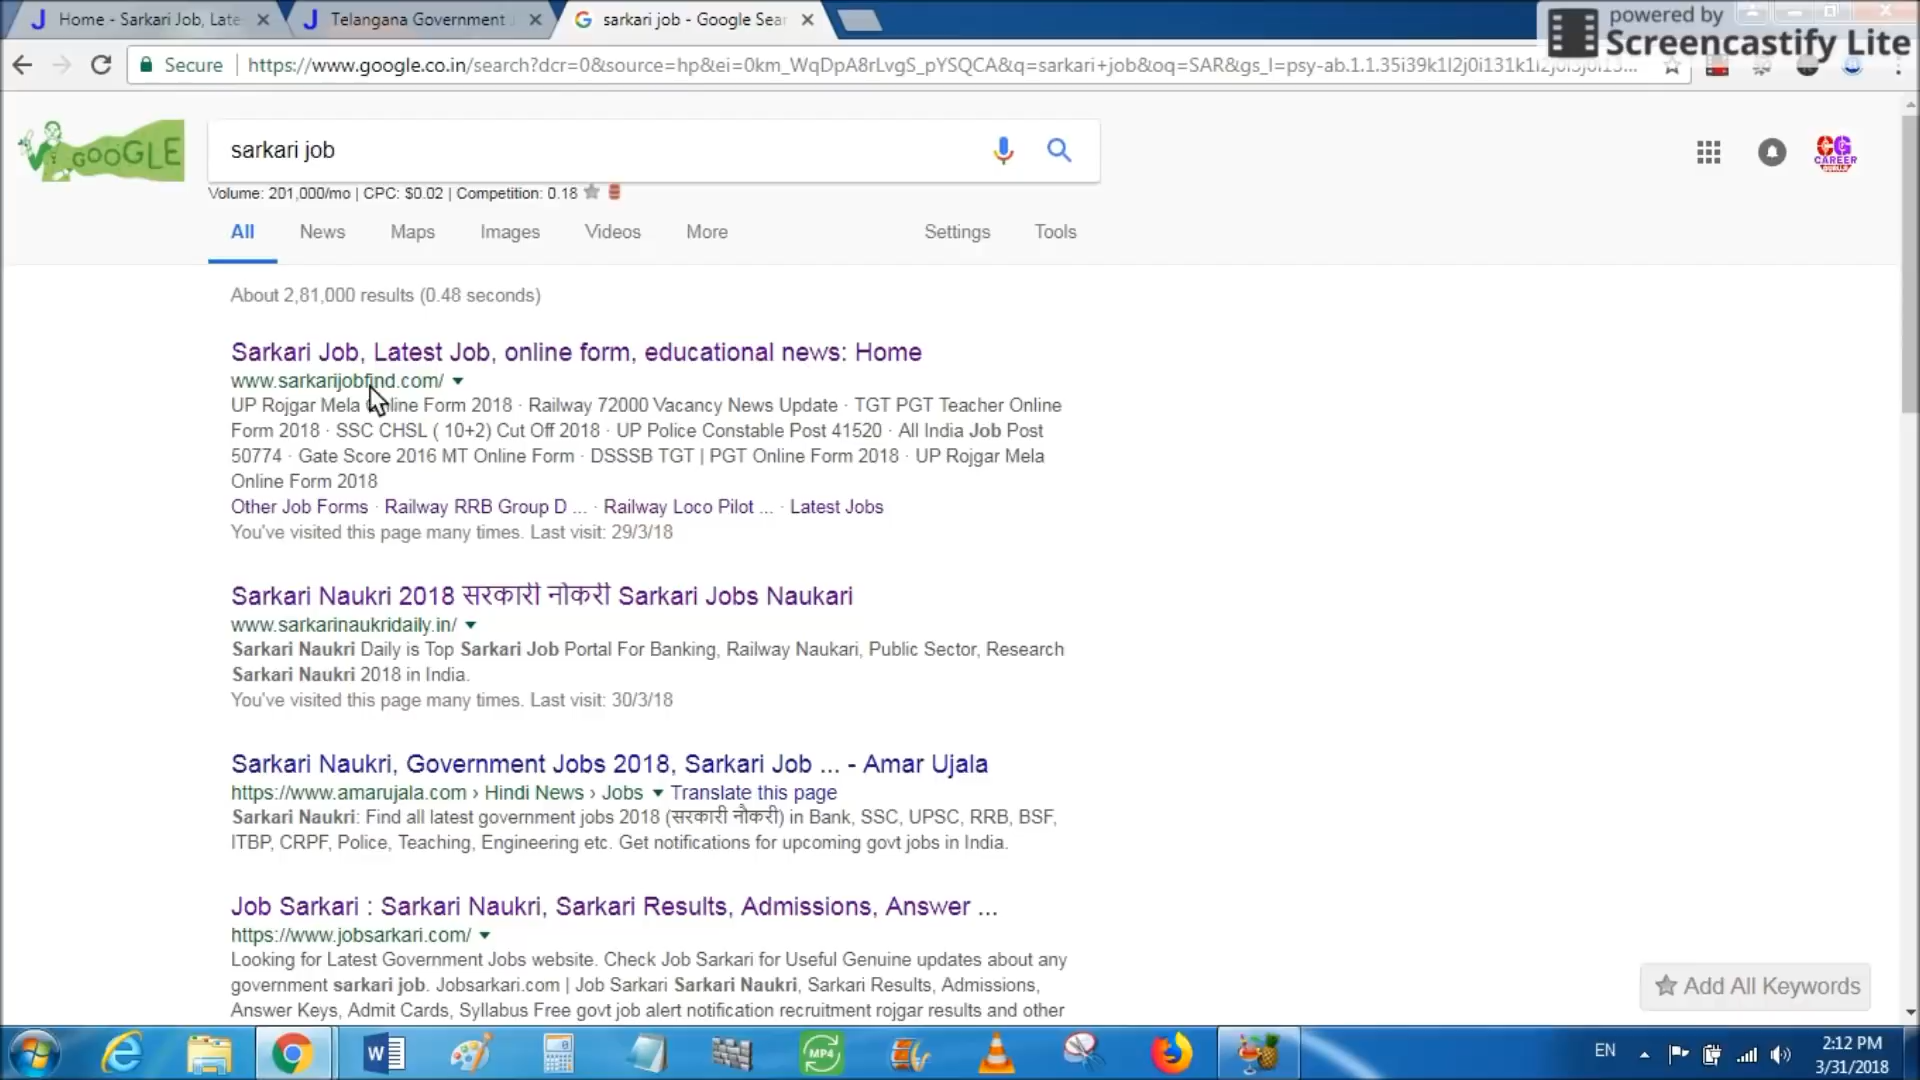 Home - Sarkari Job, Late
Telangana Government
sarkari job - Google Sear
powered by
Screencastify Lite
Secure
https://www.google.co.in/search?dcr=0&source=hp&ei=0km_WqDpA8rLvgS_pYSQCA&q=sarkari+job&oq=SAR&gs_l=psy-ab.1.1.35i39k1l2j0i131k1l2j0l3j0i13...
GOOGLE
sarkari job
CG
CAREER
Volume: 201,000/mo | CPC: $0.02 | Competition: 0.18
All News Maps Images Videos More Settings Tools
About 2,81,000 results (0.48 seconds)
Sarkari Job, Latest Job, online form, educational news: Home
www.sarkarijobfind.com/
UP Rojgar Mela Online Form 2018 · Railway 72000 Vacancy News Update · TGT PGT Teacher Online
Form 2018 · SSC CHSL ( 10+2) Cut Off 2018 · UP Police Constable Post 41520 · All India Job Post
50774 · Gate Score 2016 MT Online Form · DSSSB TGT | PGT Online Form 2018 · UP Rojgar Mela
Online Form 2018
Other Job Forms · Railway RRB Group D ... · Railway Loco Pilot ... · Latest Jobs
You've visited this page many times. Last visit: 29/3/18
Sarkari Naukri 2018 सरकारी नोकरी Sarkari Jobs Naukari
www.sarkarinaukridaily.in/
Sarkari Naukri Daily is Top Sarkari Job Portal For Banking, Railway Naukari, Public Sector, Research
Sarkari Naukri 2018 in India.
You've visited this page many times. Last visit: 30/3/18
Sarkari Naukri, Government Jobs 2018, Sarkari Job ... - Amar Ujala
https://www.amarujala.com › Hindi News › Jobs Translate this page
Sarkari Naukri: Find all latest government jobs 2018 (सरकारी नौकरी) in Bank, SSC, UPSC, RRB, BSF,
ITBP, CRPF, Police, Teaching, Engineering etc. Get notifications for upcoming govt jobs in India.
Job Sarkari : Sarkari Naukri, Sarkari Results, Admissions, Answer ...
https://www.jobsarkari.com/
Looking for Latest Government Jobs website. Check Job Sarkari for Useful Genuine updates about any
government sarkari job. Jobsarkari.com | Job Sarkari Sarkari Naukri, Sarkari Results, Admissions,
Answer Keys, Admit Cards, Syllabus Free govt job alert notification recruitment rojgar results and other
Add All Keywords
MP4
EN
2:12 PM
3/31/2018